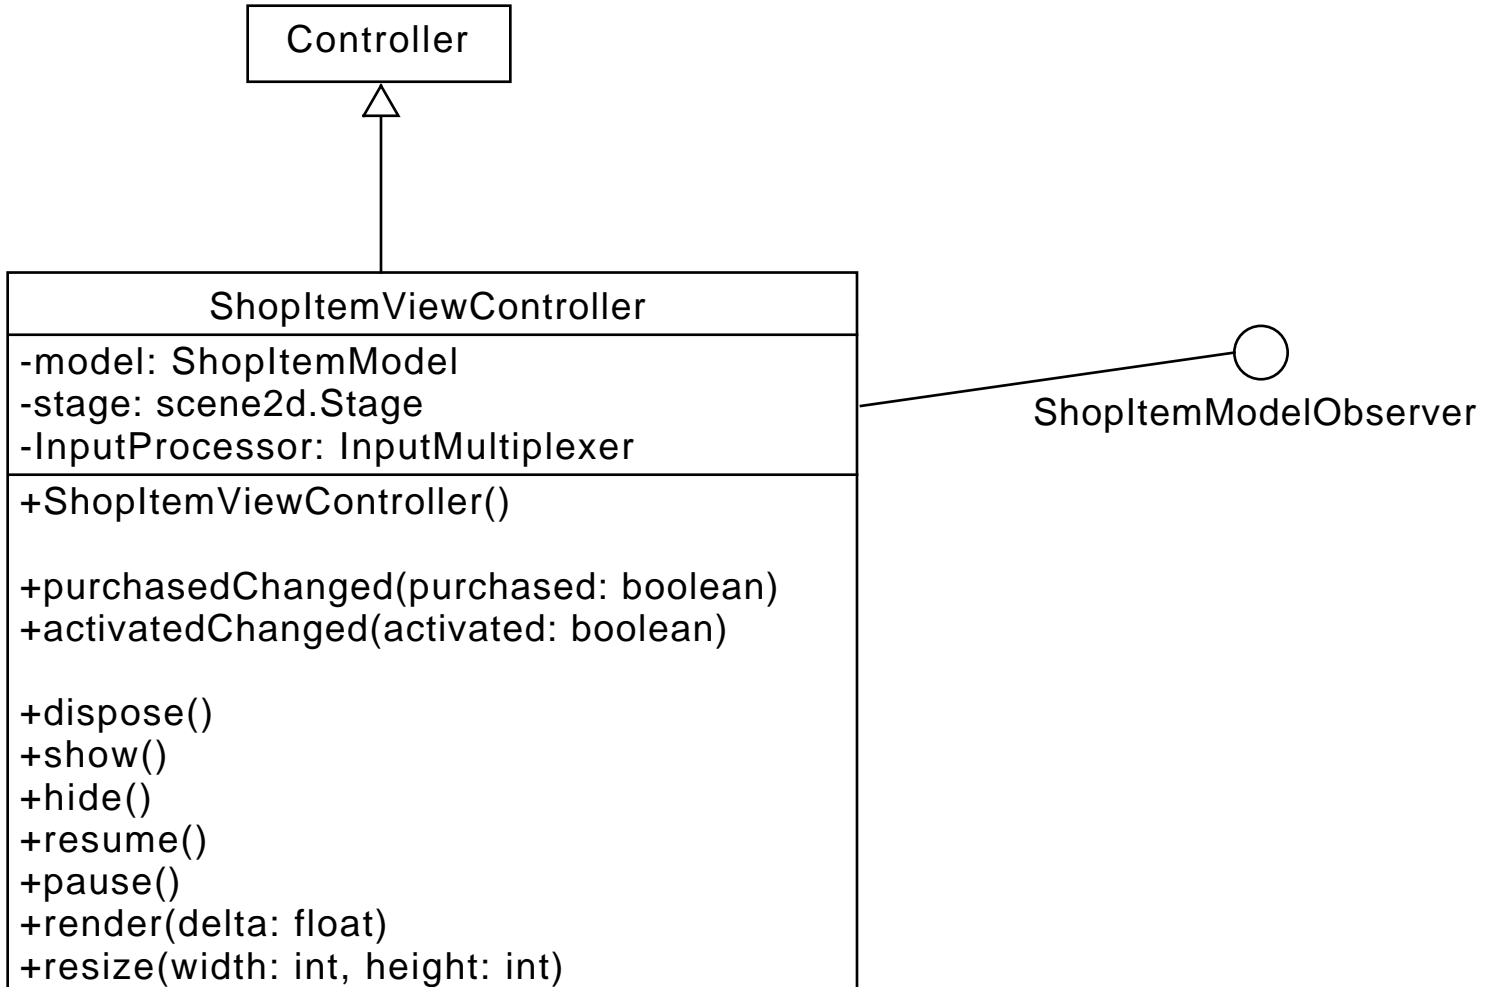 Controller
ShopItemViewController
-model: ShopItemModel
-stage: scene2d.Stage
-InputProcessor: InputMultiplexer
ShopItemModelObserver
+ShopItemViewController()
+purchasedChanged(purchased: boolean)
+activatedChanged(activated: boolean)
+dispose()
+show()
+hide()
+resume()
+pause()
+render(delta: float)
+resize(width: int, height: int)